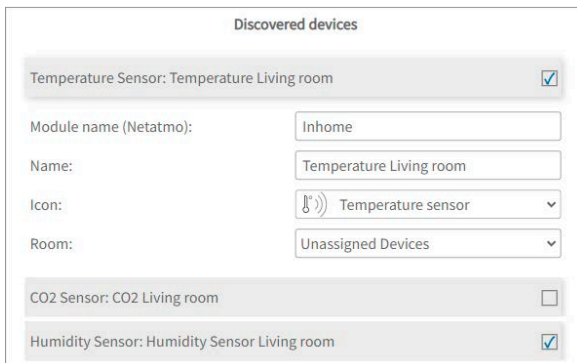 Discovered devices
Temperature Sensor: Temperature Living room
Module name (Netatmo): Inhome
Name: Temperature Living room
Icon: Temperature sensor
Room: Unassigned Devices
CO2 Sensor: CO2 Living room
Humidity Sensor: Humidity Sensor Living room